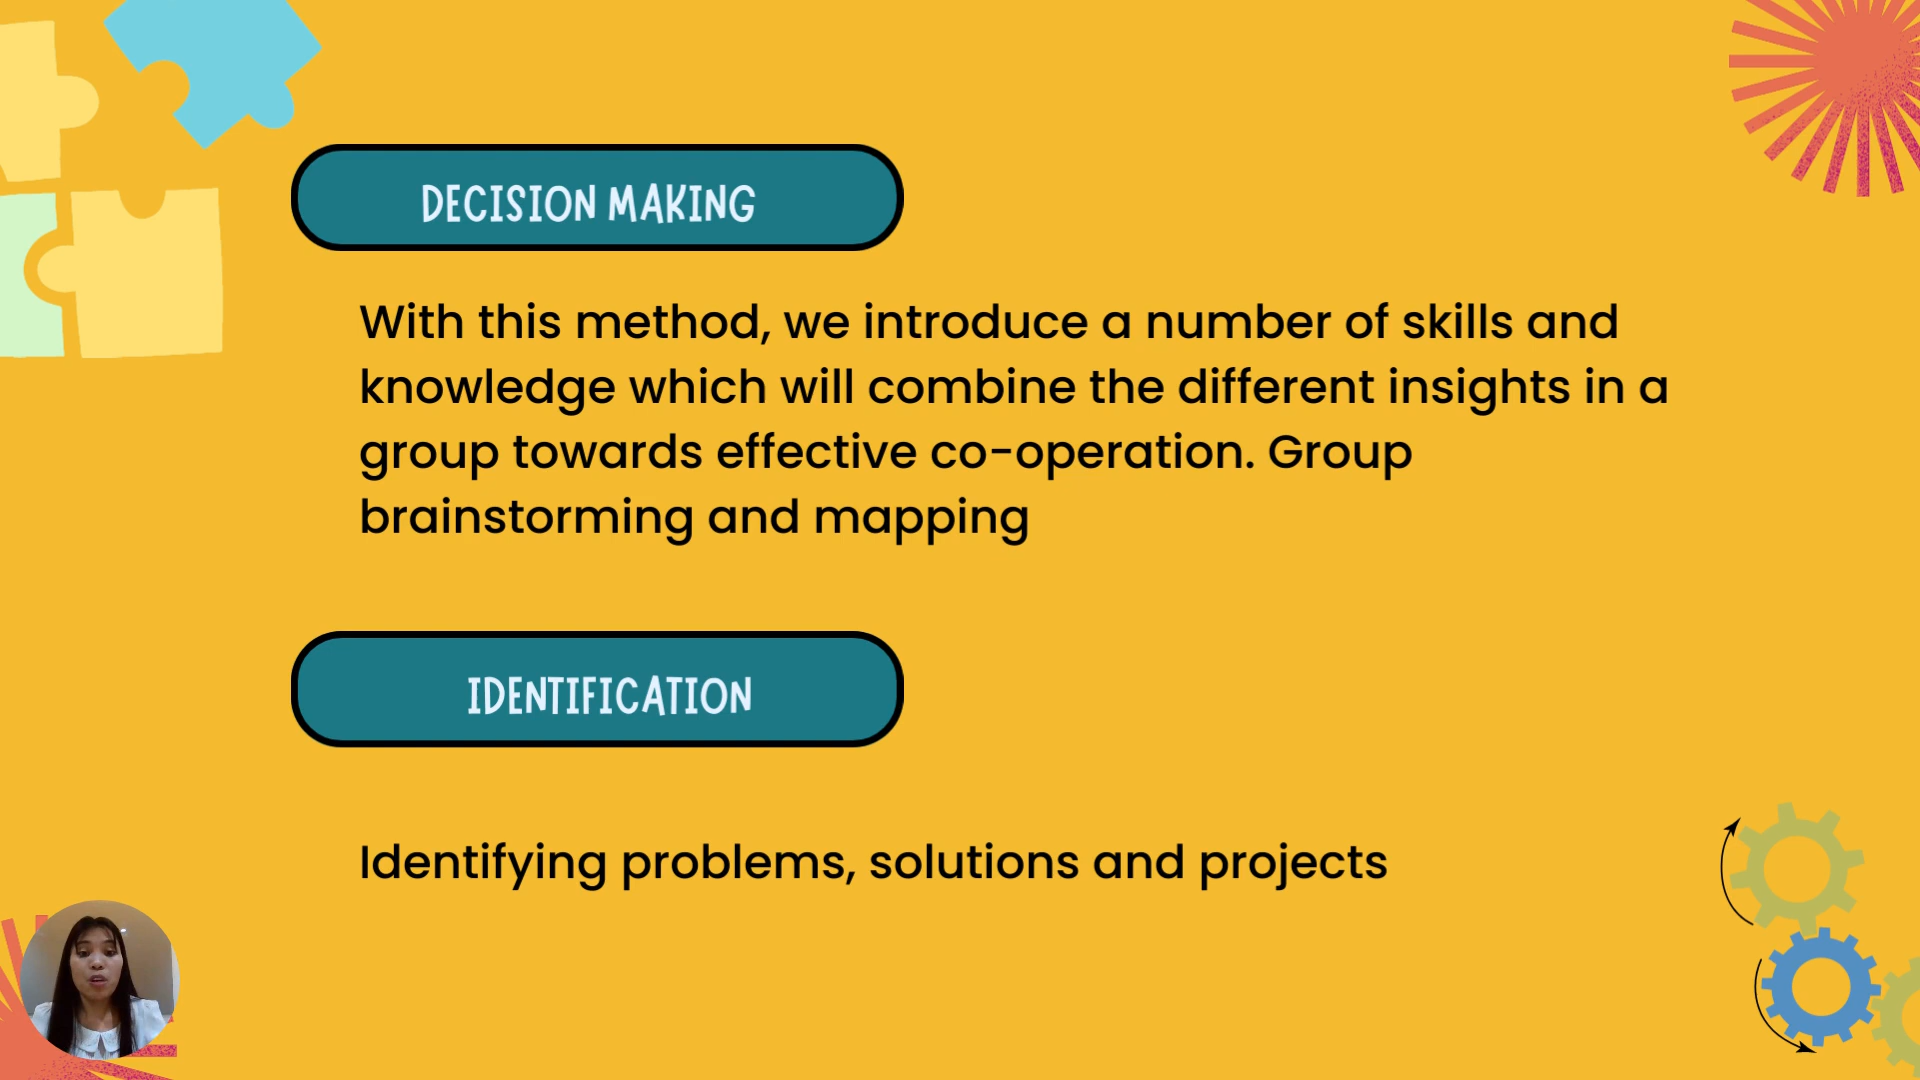 DECISION MAKING
With this method, we introduce a number of skills and
knowledge which will combine the different insights in a
group towards effective co-operation. Group
brainstorming and mapping
IDENTIFICATION
Identifying problems, solutions and projects